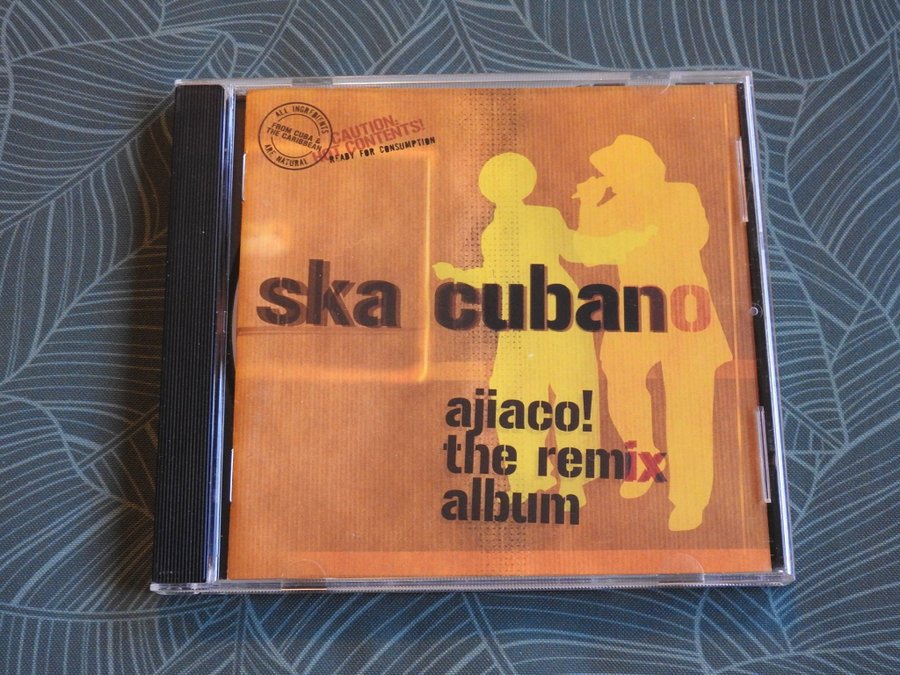 ALL INGREDIENTS
FROM CUBA &
THE CARIBBEAN
ARE NATURAL
CAUTION:
HOT CONTENTS!
READY FOR CONSUMPTION
ska cubano
ajiaco!
the remix
album